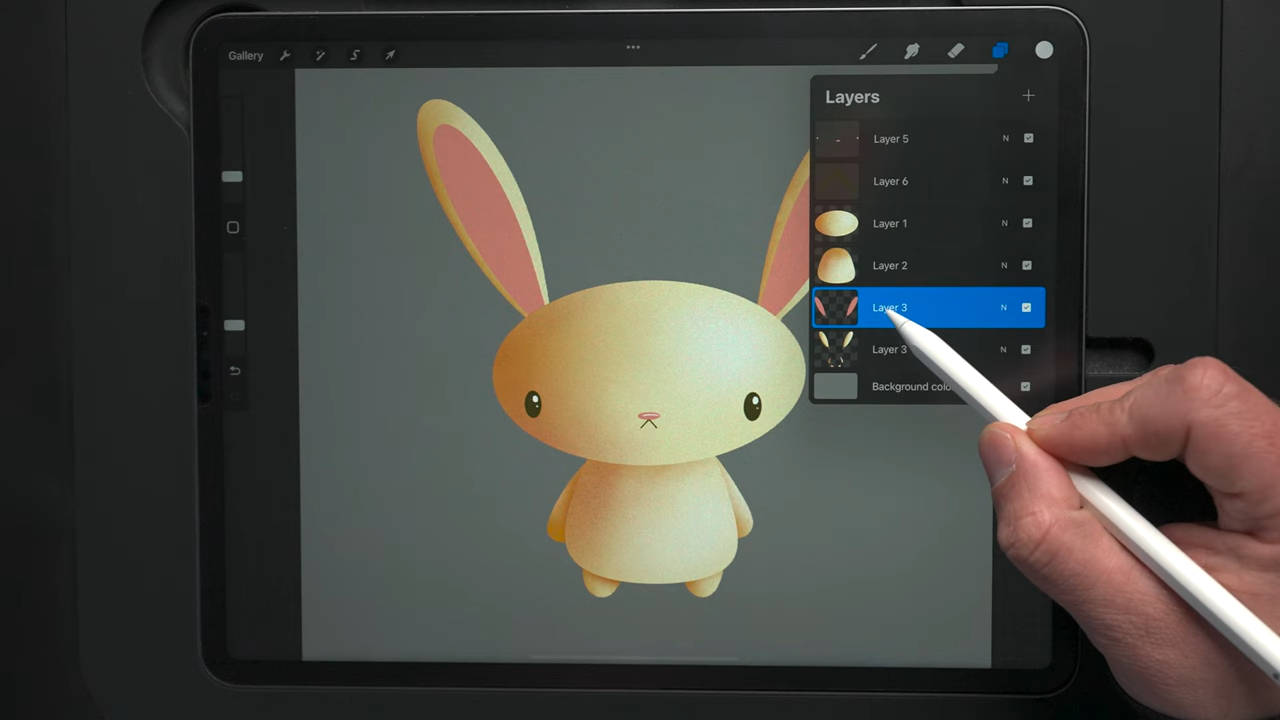 Gallery
Layers
Layer 5 N
Layer 6 N
Layer 1 N
Layer 2 N
Layer 3 N
Layer 3 N
Background colo